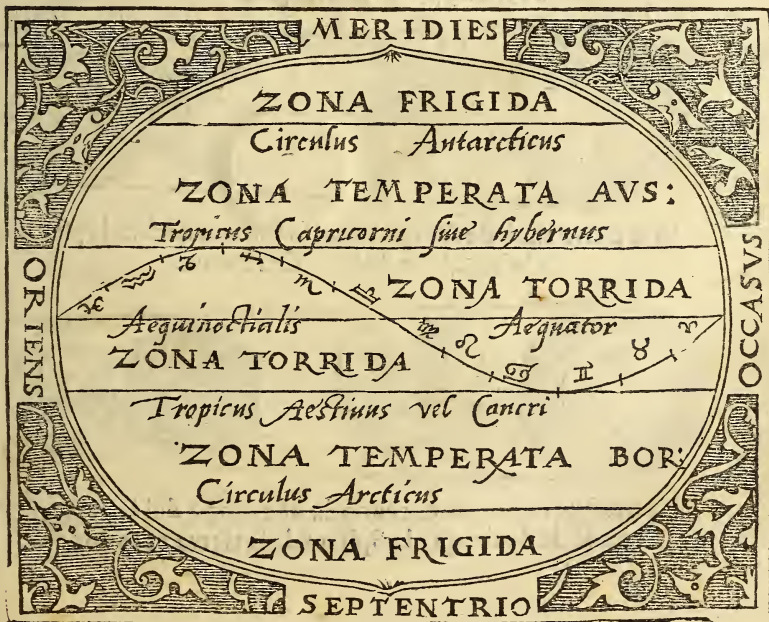 MERIDIES
ZONA FRIGIDA
Circulus Antarcticus
ZONA TEMPERATA AVS:
Tropicus Capricorni siue hybernus
ORIENS
♓ ♒ ♑ ♐ ♏ ♎
ZONA TORRIDA
OCCASVS
Aequinoctialis Aequator
♍ ♌ ♋ ♊ ♉ ♈
ZONA TORRIDA
Tropicus Aestiuus vel Cancri
ZONA TEMPERATA BOR:
Circulus Arcticus
ZONA FRIGIDA
SEPTENTRIO